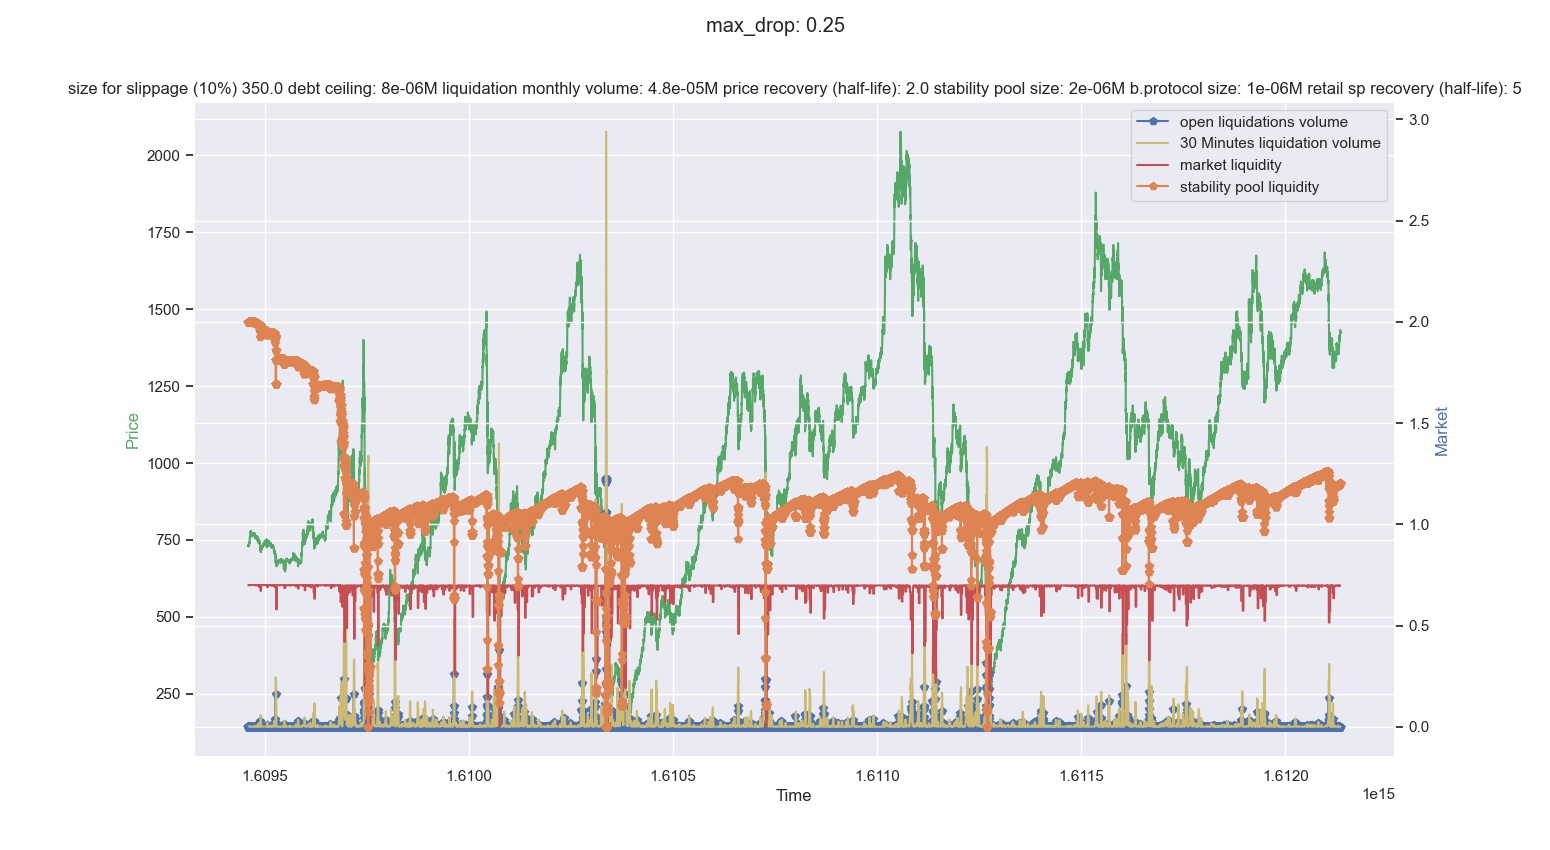 max_drop: 0.25
size for slippage (10%) 350.0 debt ceiling: 8e-06M liquidation monthly volume: 4.8e-05M price recovery (half-life): 2.0 stability pool size: 2e-06M b.protocol size: 1e-06M retail sp recovery (half-life): 5
open liquidations volume
30 Minutes liquidation volume
market liquidity
stability pool liquidity
2000
1750
1500
1250
1000
750
500
250
Price
3.0
2.5
2.0
1.5
1.0
0.5
0.0
Market
1.6095 1.6100 1.6105 1.6110 1.6115 1.6120
1e15
Time